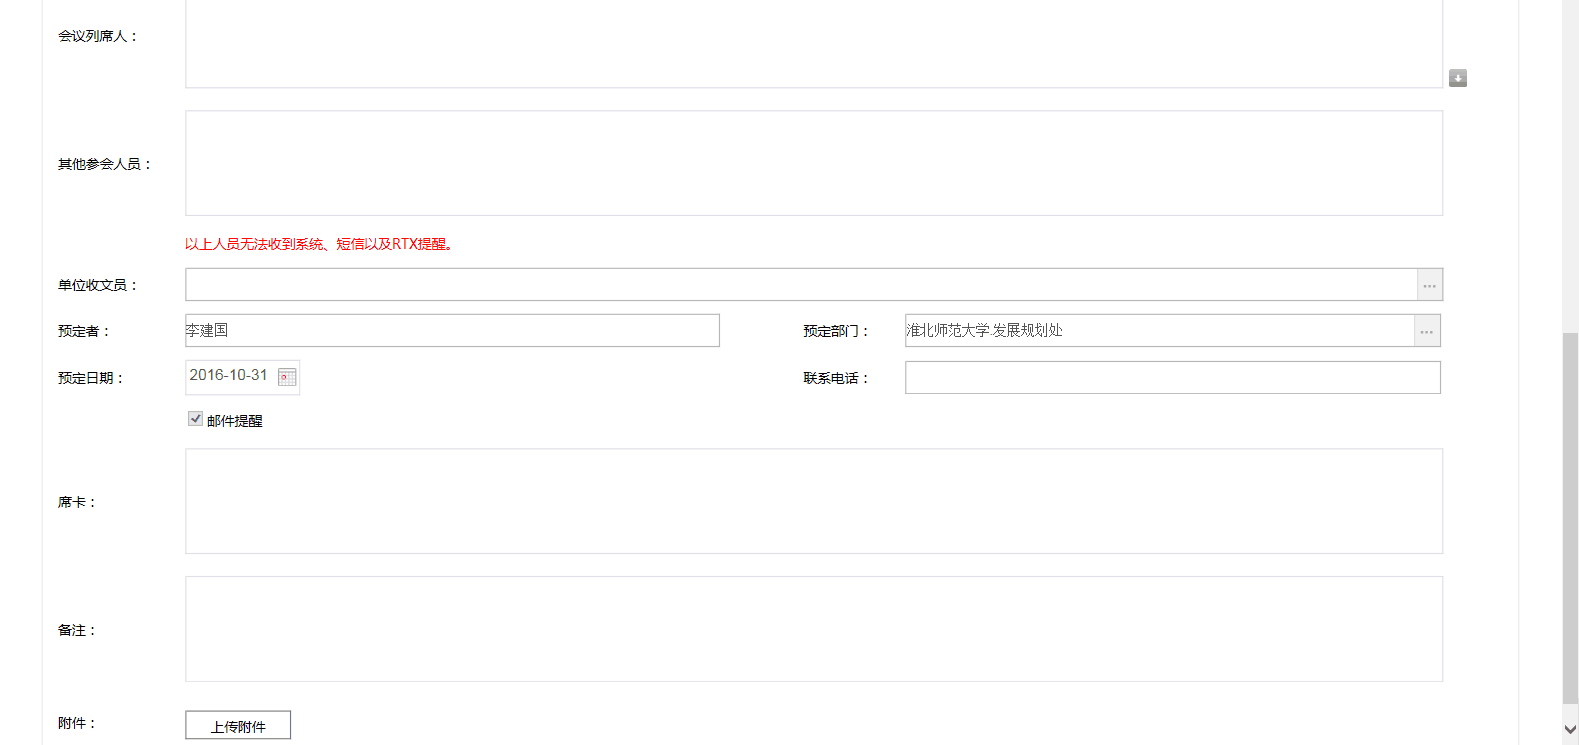 会议列席人：
其他参会人员：
以上人员无法收到系统、短信以及RTX提醒。
单位收文员：
...
预定者： 李建国 预定部门： 淮北师范大学.发展规划处 ...
预定日期： 2016-10-31 联系电话：
邮件提醒
席卡：
备注：
附件： 上传附件